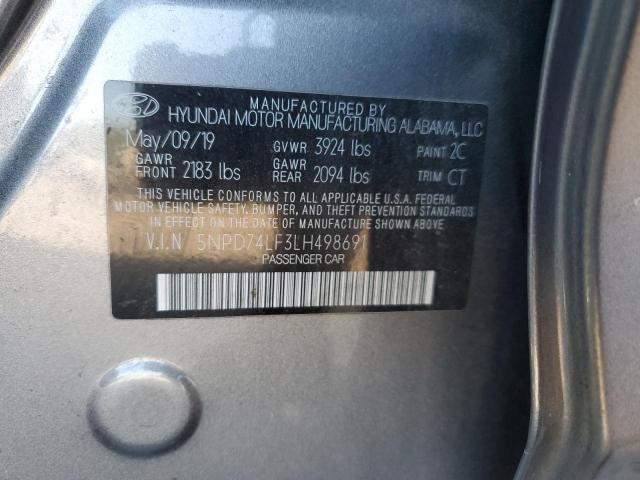 MANUFACTURED BY
HYUNDAI MOTOR MANUFACTURING ALABAMA, LLC
May/09/19 GVWR 3924 lbs PAINT 2C
GAWR FRONT 2183 lbs GAWR REAR 2094 lbs TRIM CT
THIS VEHICLE CONFORMS TO ALL APPLICABLE U.S.A. FEDERAL
MOTOR VEHICLE SAFETY, BUMPER, AND THEFT PREVENTION STANDARDS
IN EFFECT ON THE DATE OF MANUFACTURE SHOWN ABOVE.
V.I.N 5NPD74LF3LH498691
PASSENGER CAR